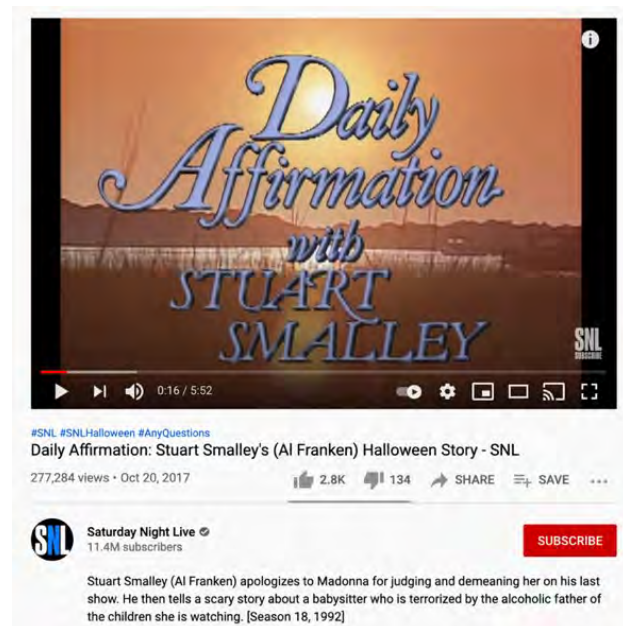 Daily
Affirmation
with
STUART
SMALLEY
SNL
SUBSCRIBE
0:16 / 5:52
#SNL #SNLHalloween #AnyQuestions
Daily Affirmation: Stuart Smalley's (Al Franken) Halloween Story - SNL
277,284 views • Oct 20, 2017 2.8K 134 SHARE SAVE
SNL
Saturday Night Live
11.4M subscribers
SUBSCRIBE
Stuart Smalley (Al Franken) apologizes to Madonna for judging and demeaning her on his last
show. He then tells a scary story about a babysitter who is terrorized by the alcoholic father of
the children she is watching. [Season 18, 1992]